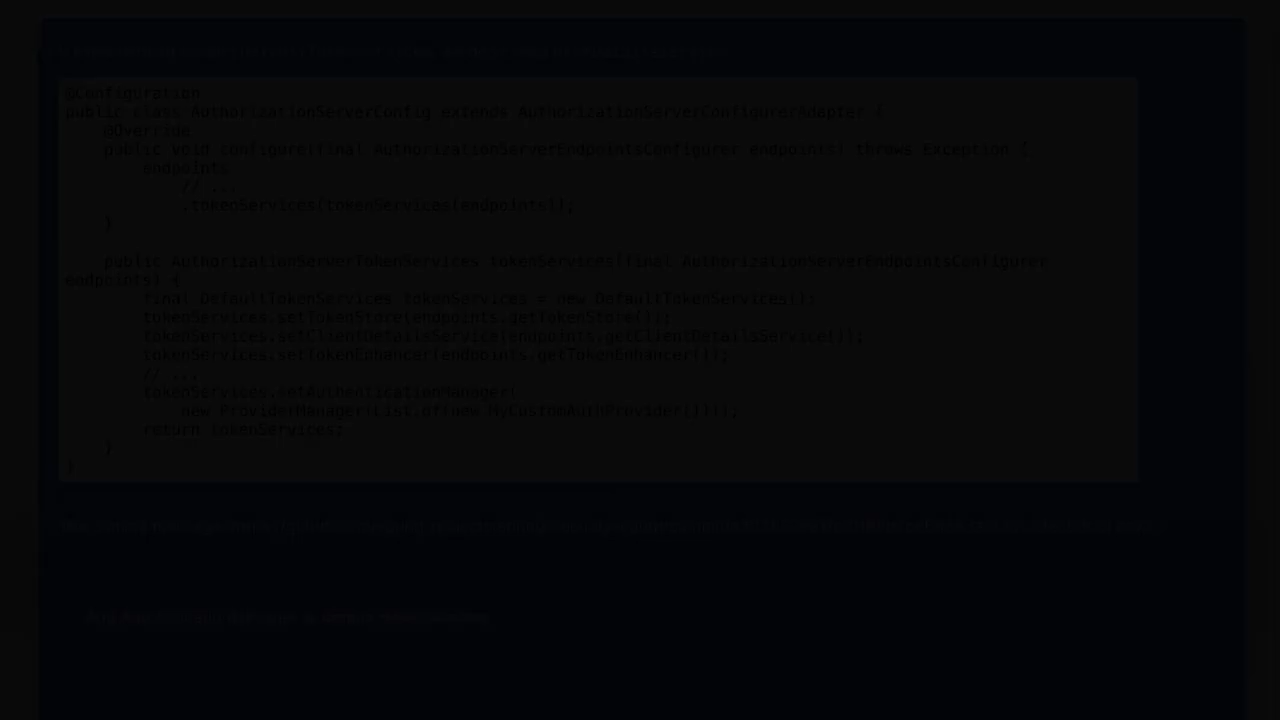 @Configuration
public class AuthorizationServerConfig extends AuthorizationServerConfigurerAdapter {
    @Override
    public void configure(final AuthorizationServerEndpointsConfigurer endpoints) throws Exception {
        endpoints
            // ...
            .tokenServices(tokenServices(endpoints));
    }
    public AuthorizationServerTokenServices tokenServices(final AuthorizationServerEndpointsConfigurer
endpoints) {
        final DefaultTokenServices tokenServices = new DefaultTokenServices();
        tokenServices.setTokenStore(endpoints.getTokenStore());
        tokenServices.setClientDetailsService(endpoints.getClientDetailsService());
        tokenServices.setTokenEnhancer(endpoints.getTokenEnhancer());
        // ...
        tokenServices.setAuthenticationManager(
            new ProviderManager(List.of(new MyCustomAuthProvider())));
        return tokenServices;
    }
}